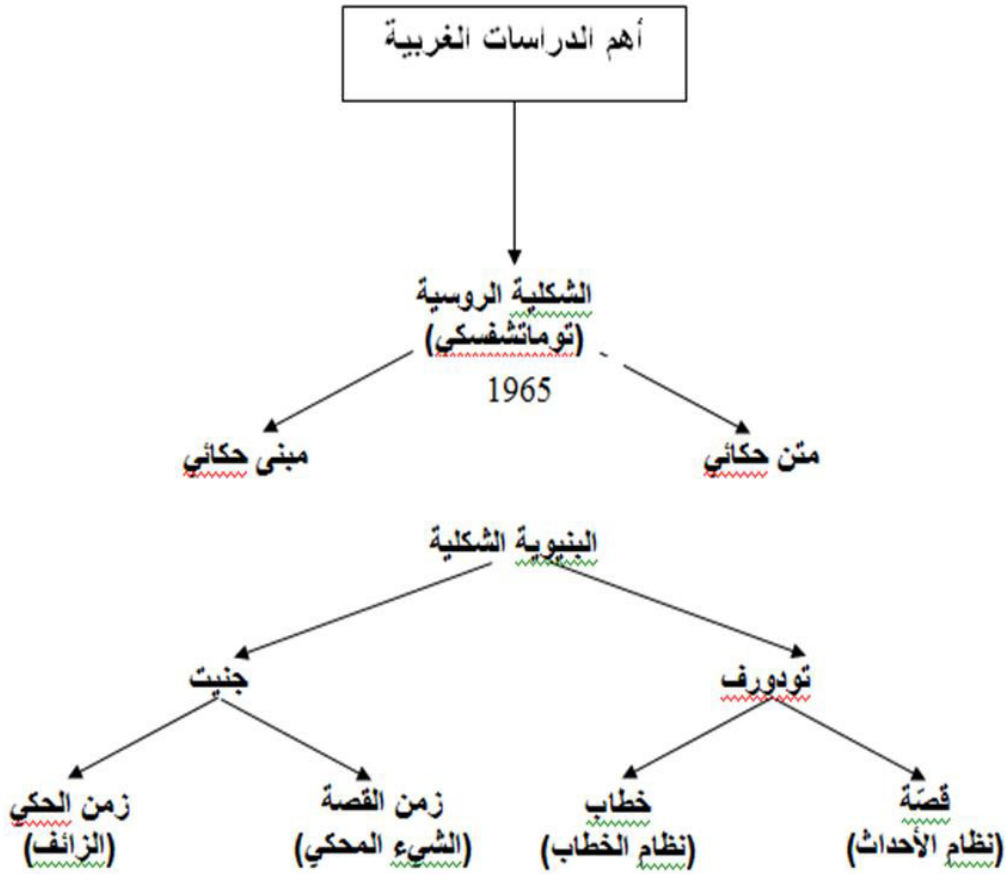 أهم الدراسات الغربية
الشكلية الروسية
(توماتشفسكي)
1965
متن حكائي
مبنى حكائي
البنيوية الشكلية
تودورف
جنيت
قصّة
(نظام الأحداث)
خطاب
(نظام الخطاب)
زمن القصة
(الشيء المحكي)
زمن الحكي
(الزائف)